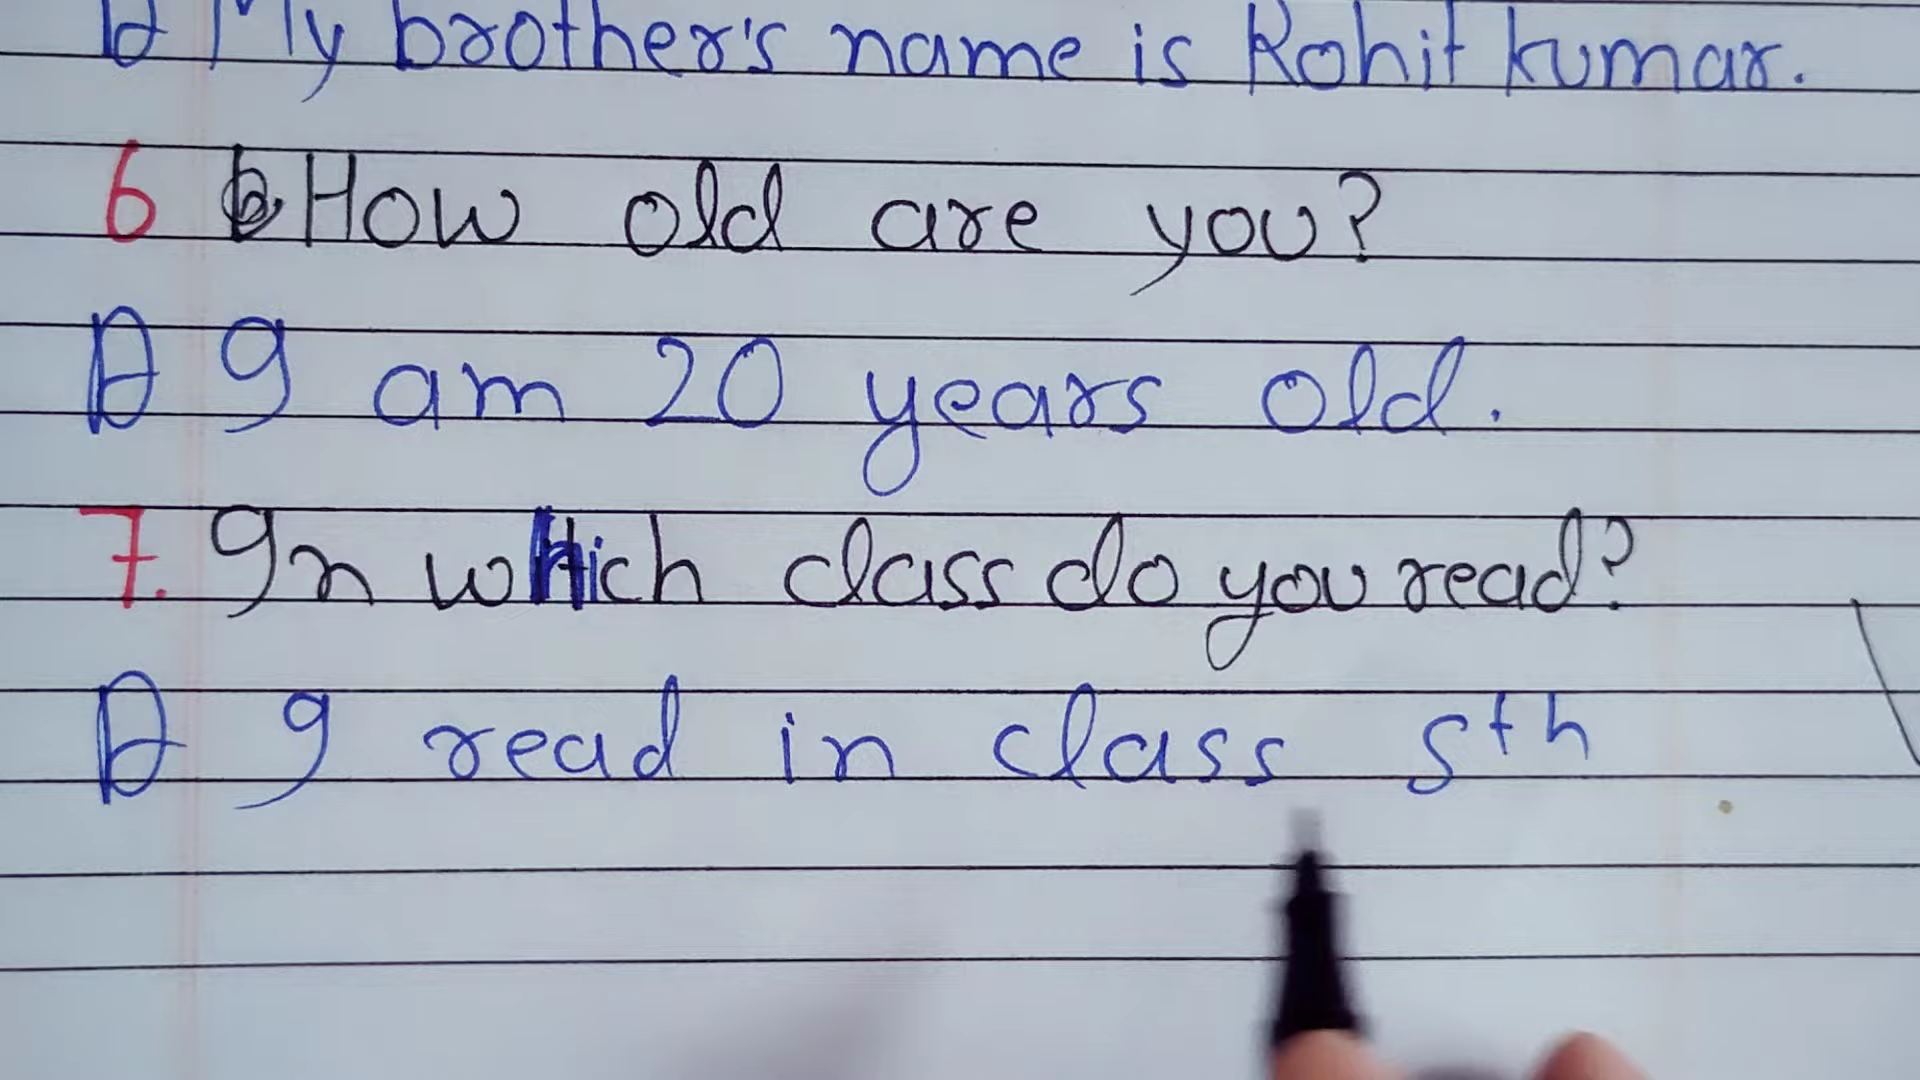 A My brother's name is Rohit kumar.
6 How old are you?
A I am 20 years old.
7. In which class do you read?
A I read in class 5th